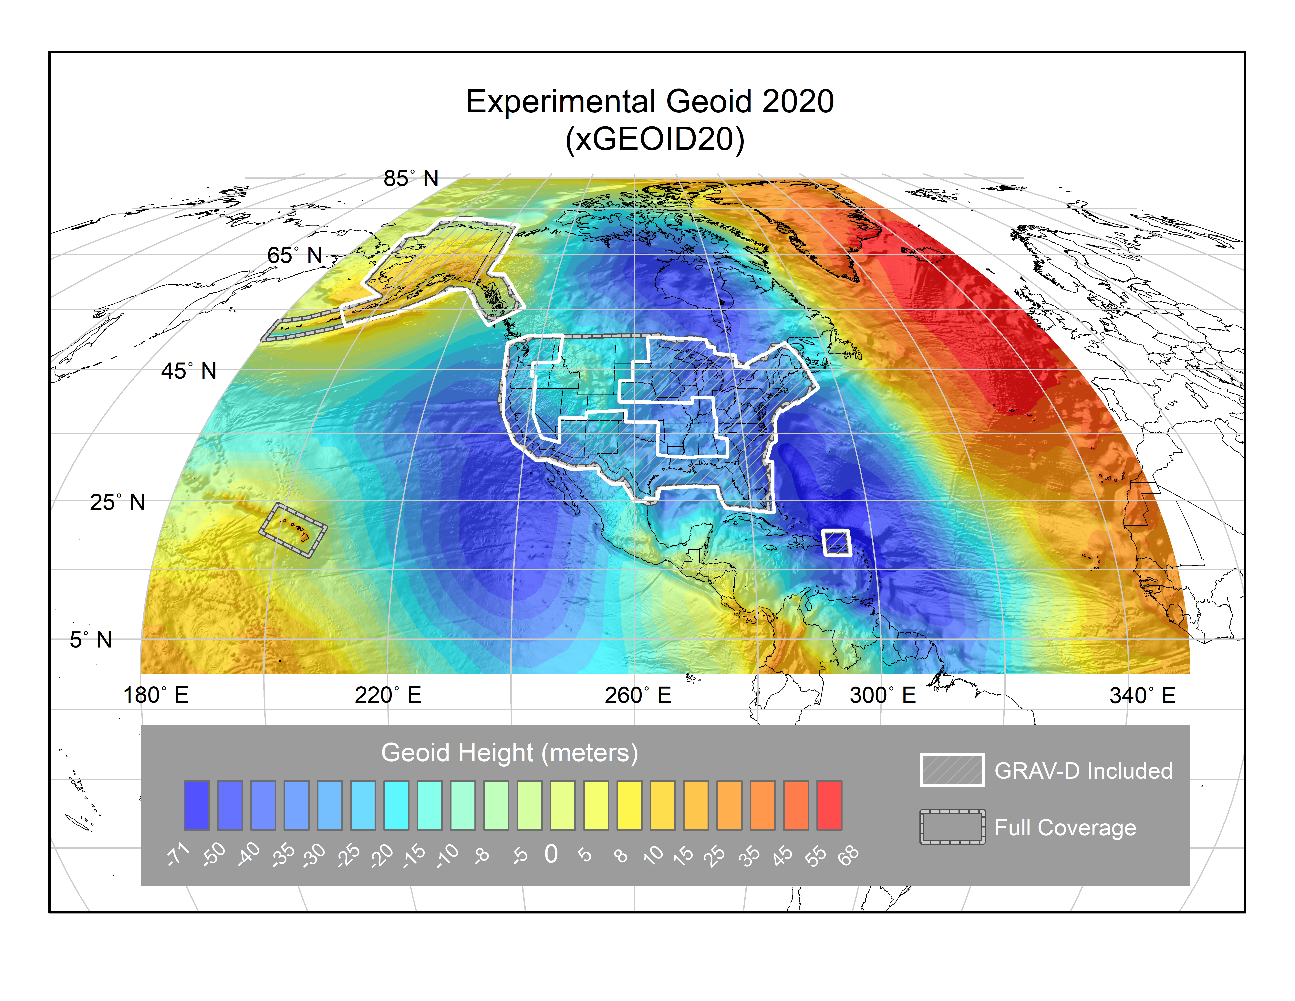 Experimental Geoid 2020
(xGEOID20)
85° N
65° N
45° N
25° N
5° N
180° E 220° E 260° E 300° E 340° E
Geoid Height (meters)
-71 -50 -40 -35 -30 -25 -20 -15 -10 -8 -5 0 5 8 10 15 25 35 45 55 68
GRAV-D Included
Full Coverage